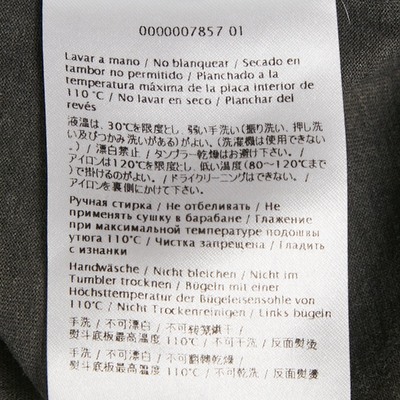 0000007857 01
Lavar a mano / No blanquear / Secado en
tambor no permitido / Planchado a la
temperatura máxima de la placa interior de
110 °C / No lavar en seco / Planchar del
revés
液温は、30℃を限度とし、弱い手洗い(振り洗い、押し洗
い及びつかみ洗いがある)がよい。(洗濯機は使用できない
。) / 漂白禁止 / タンブラー乾燥はお避け下さい。 /
アイロンは120℃を限度とし、低い温度(80～120℃まで
)で掛けるのがよい。 / ドライクリーニングはできない。 /
アイロンを裏側にかけて下さい。
Ручная стирка / Не отбеливать / Не
применять сушку в барабане / Глажение
при максимальной температуре подошвы
утюга 110°C / Чистка запрещена / Гладить
с изнанки
Handwäsche / Nicht bleichen / Nicht im
Tumbler trocknen / Bügeln mit einer
Höchsttemperatur der Bügeleisensohle von
110°C / Nicht Trockenreinigen / Links bügeln
手洗 / 不可漂白 / 不可转笼烘干 /
熨斗底板最高温度 110°C / 不可干洗 / 反面熨烫
手洗 / 不可漂白 / 不可翻轉乾燥 /
熨斗底板最高溫度 110°C / 不可乾洗 / 反面熨燙